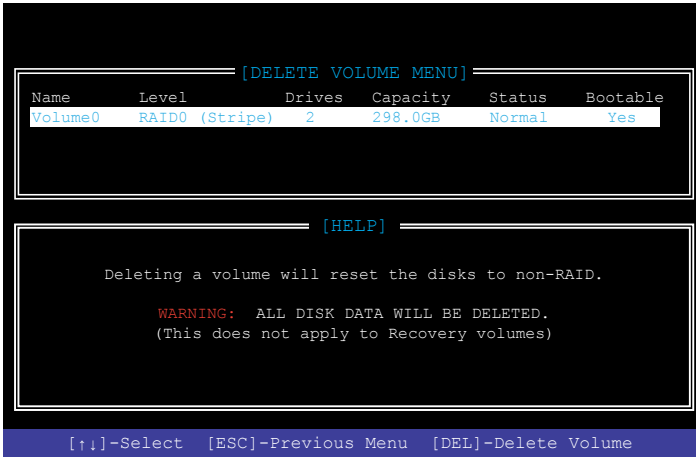 [DELETE VOLUME MENU]
Name Level Drives Capacity Status Bootable
Volume0 RAID0 (Stripe) 2 298.0GB Normal Yes
[HELP]
Deleting a volume will reset the disks to non-RAID.
WARNING: ALL DISK DATA WILL BE DELETED.
(This does not apply to Recovery volumes)
[↑↓]-Select [ESC]-Previous Menu [DEL]-Delete Volume